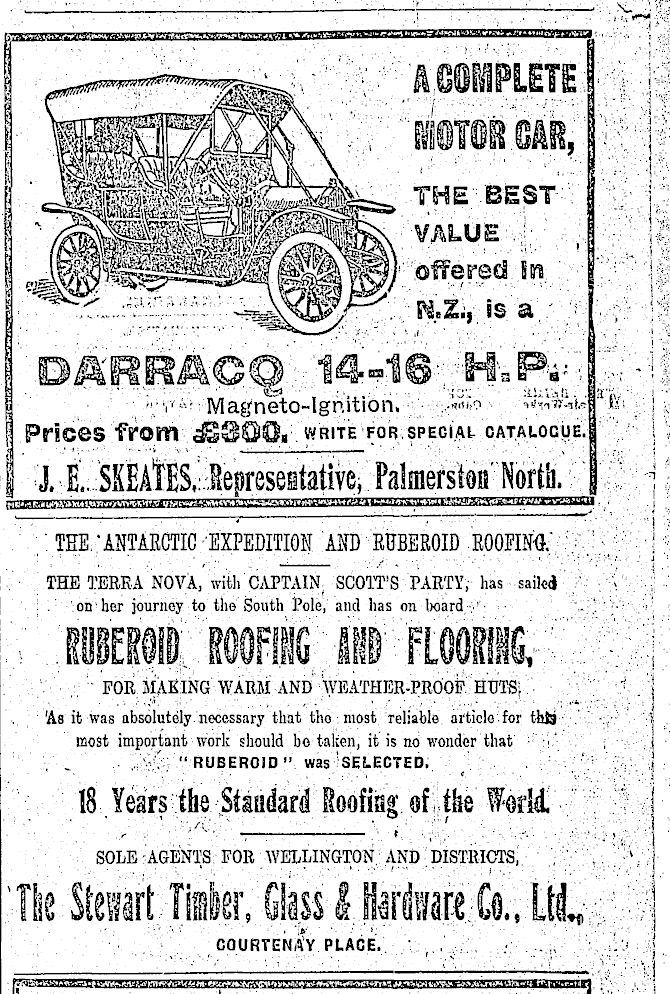 A COMPLETE
MOTOR CAR,
THE BEST
VALUE
offered in
N.Z., is a
DARRACQ 14-16 H.P.
Magneto-Ignition.
Prices from £300. WRITE FOR SPECIAL CATALOGUE.
J. E. SKEATES, Representative, Palmerston North.
THE ANTARCTIC EXPEDITION AND RUBEROID ROOFING.
THE TERRA NOVA, with CAPTAIN SCOTT'S PARTY, has sailed
on her journey to the South Pole, and has on board
RUBEROID ROOFING AND FLOORING,
FOR MAKING WARM AND WEATHER-PROOF HUTS.
As it was absolutely necessary that the most reliable article for this
most important work should be taken, it is no wonder that
"RUBEROID" was SELECTED.
18 Years the Standard Roofing of the World.
SOLE AGENTS FOR WELLINGTON AND DISTRICTS,
The Stewart Timber, Glass & Hardware Co., Ltd.,
COURTENAY PLACE.